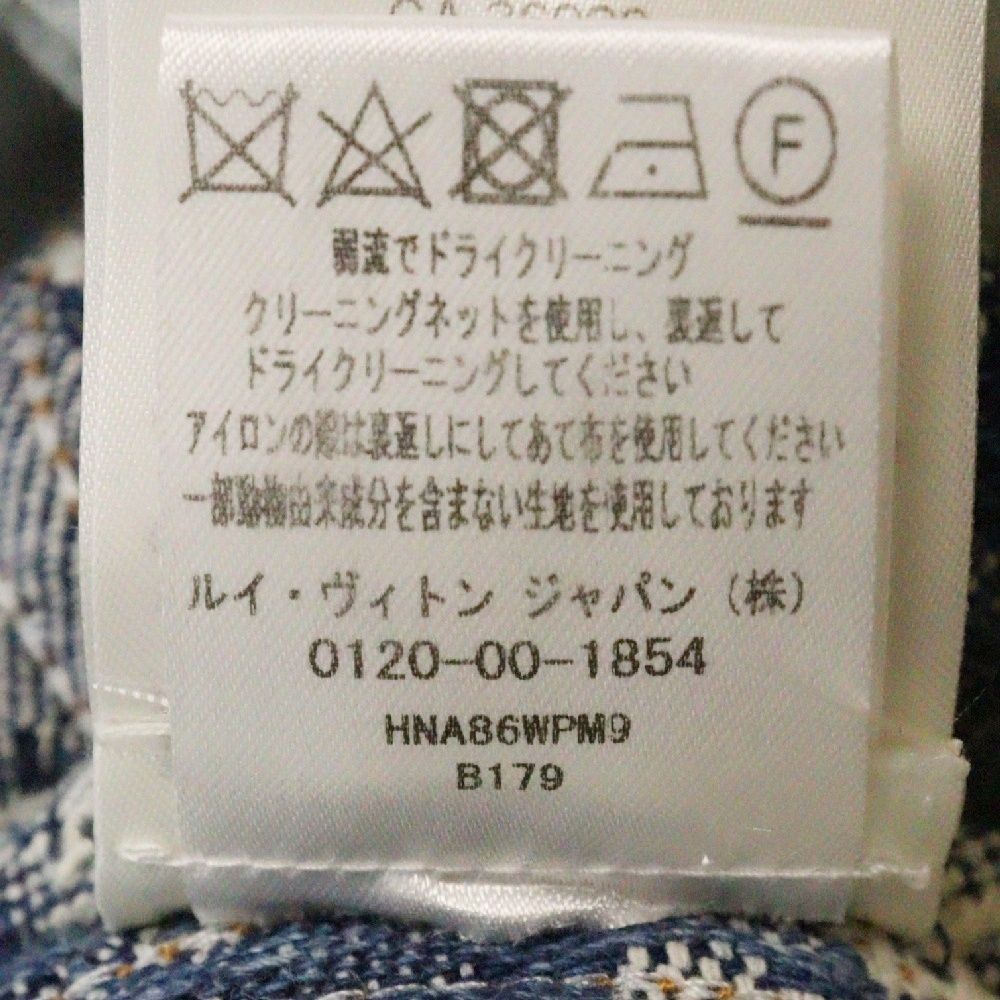 F
弱流でドライクリーニング
クリーニングネットを使用し、裏返して
ドライクリーニングしてください
アイロンの際は裏返しにしてあて布を使用してください
一部動物由来成分を含まない生地を使用しております
ルイ・ヴィトン ジャパン（株）
0120-00-1854
HNA86WPM9
B179